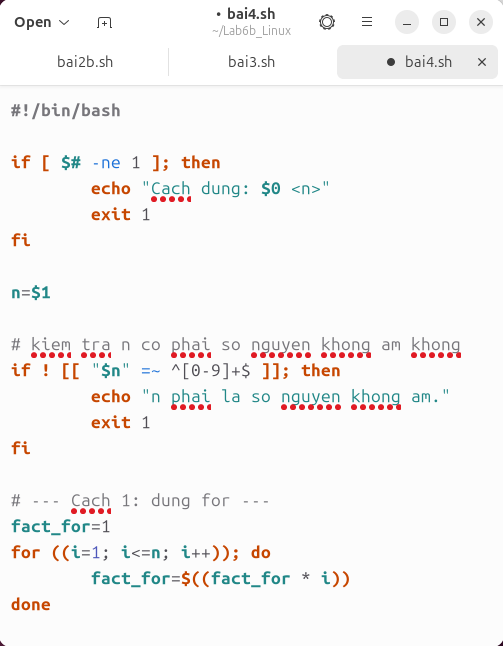 Open
• bai4.sh
~/Lab6b_Linux
bai2b.sh
bai3.sh
● bai4.sh
#!/bin/bash
if [ $# -ne 1 ]; then
echo "Cach dung: $0 <n>"
exit 1
fi
n=$1
# kiem tra n co phai so nguyen khong am khong
if ! [[ "$n" =~ ^[0-9]+$ ]]; then
echo "n phai la so nguyen khong am."
exit 1
fi
# --- Cach 1: dung for ---
fact_for=1
for ((i=1; i<=n; i++)); do
fact_for=$((fact_for * i))
done